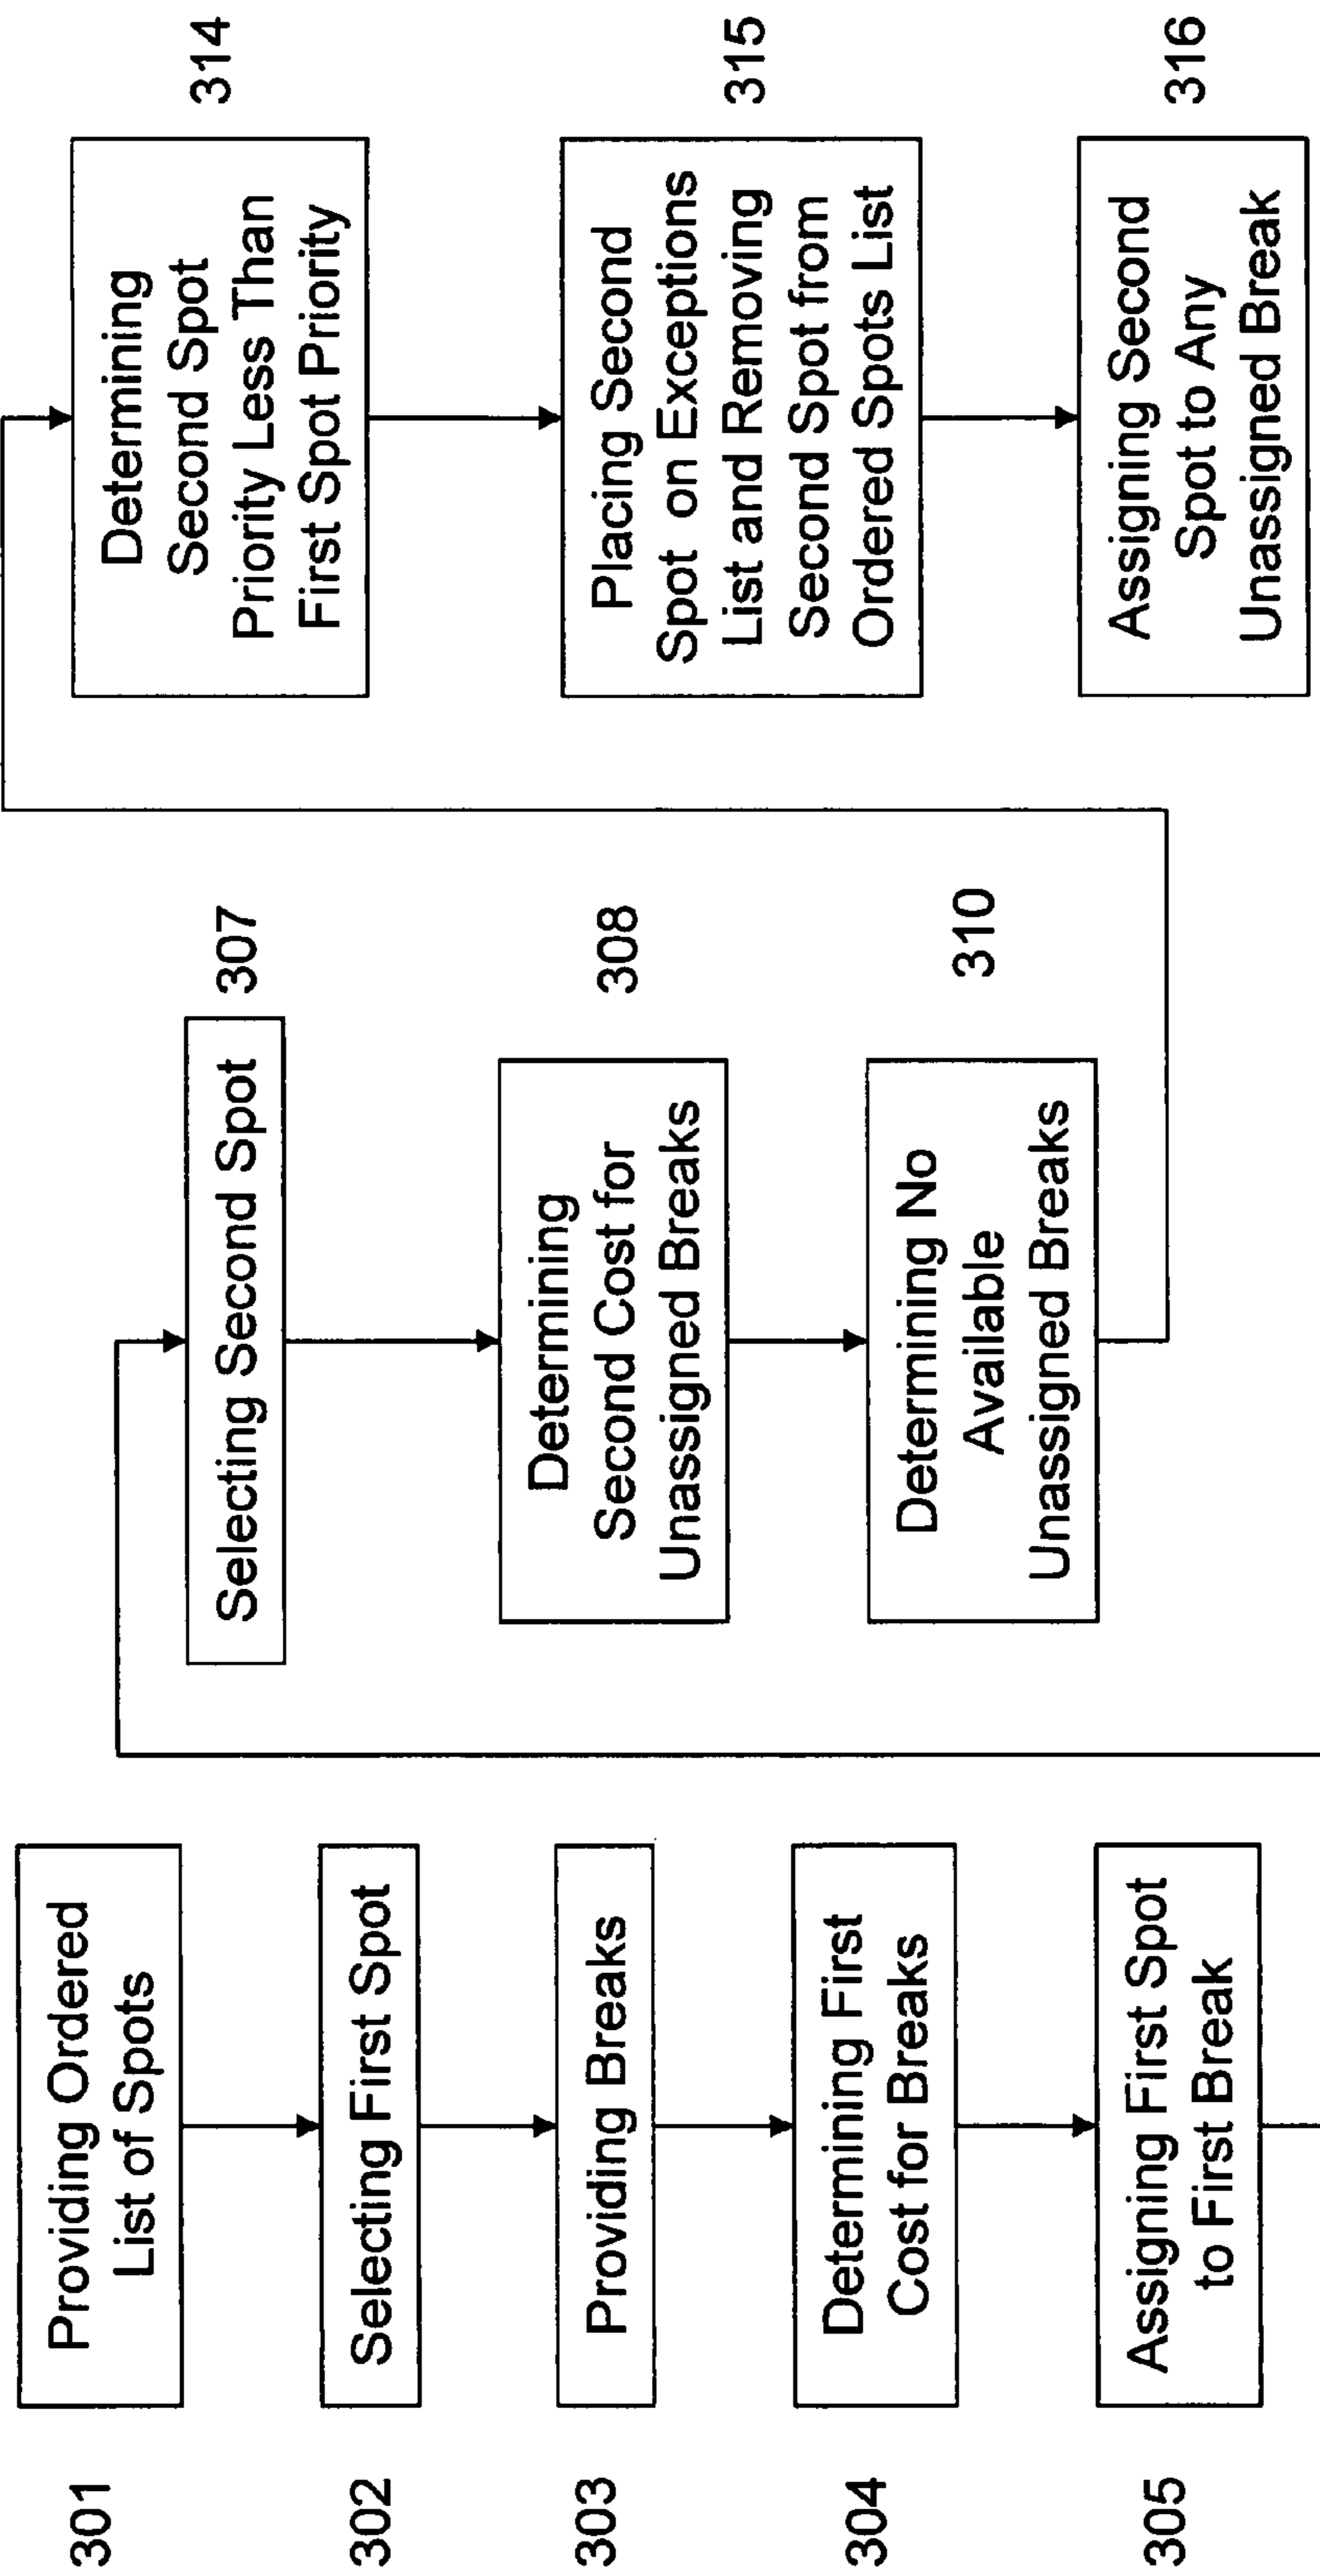 301
Providing Ordered
List of Spots
302
Selecting First Spot
303
Providing Breaks
304
Determining First
Cost for Breaks
305
Assigning First Spot
to First Break
Selecting Second Spot
307
Determining
Second Cost for
Unassigned Breaks
308
Determining No
Available
Unassigned Breaks
310
Determining
Second Spot
Priority Less Than
First Spot Priority
314
Placing Second
Spot on Exceptions
List and Removing
Second Spot from
Ordered Spots List
315
Assigning Second
Spot to Any
Unassigned Break
316